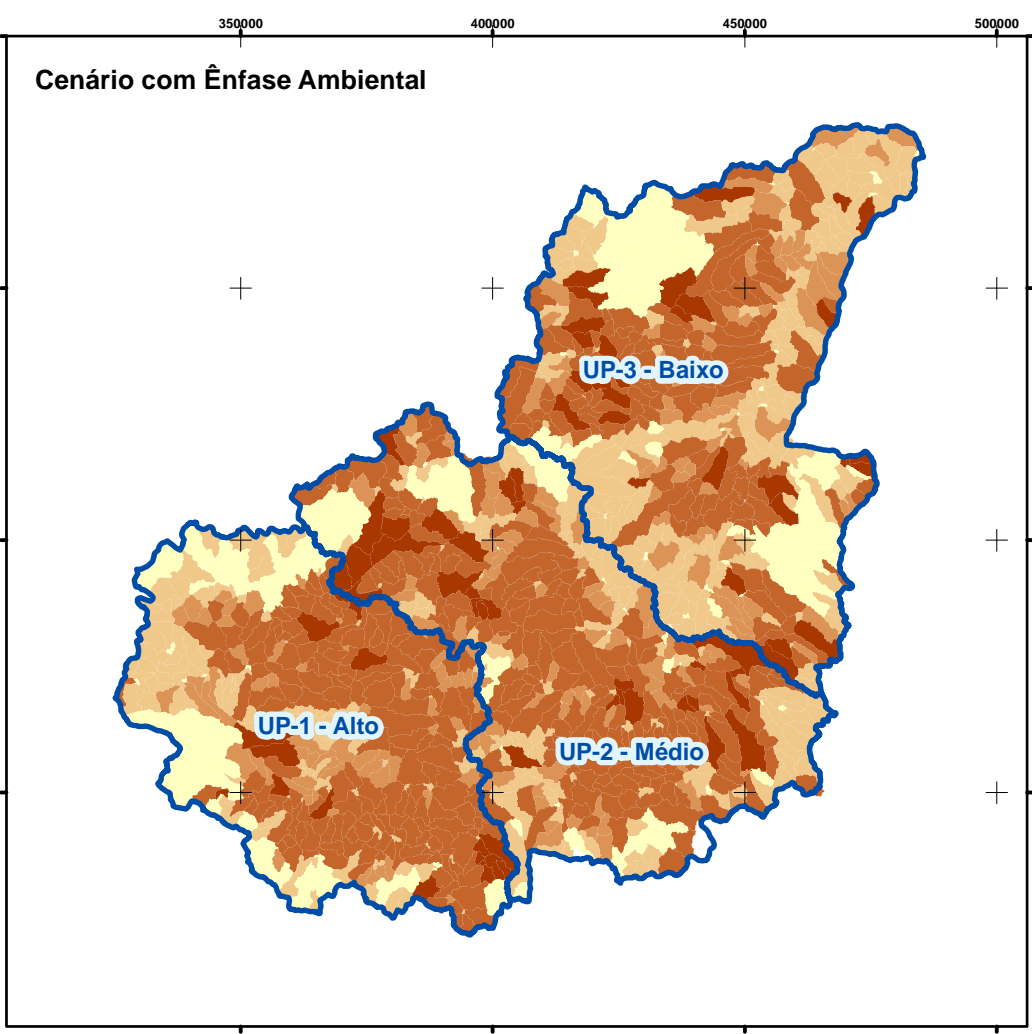 350000 400000 450000 500000
Cenário com Ênfase Ambiental
UP-3 - Baixo
UP-1 - Alto
UP-2 - Médio